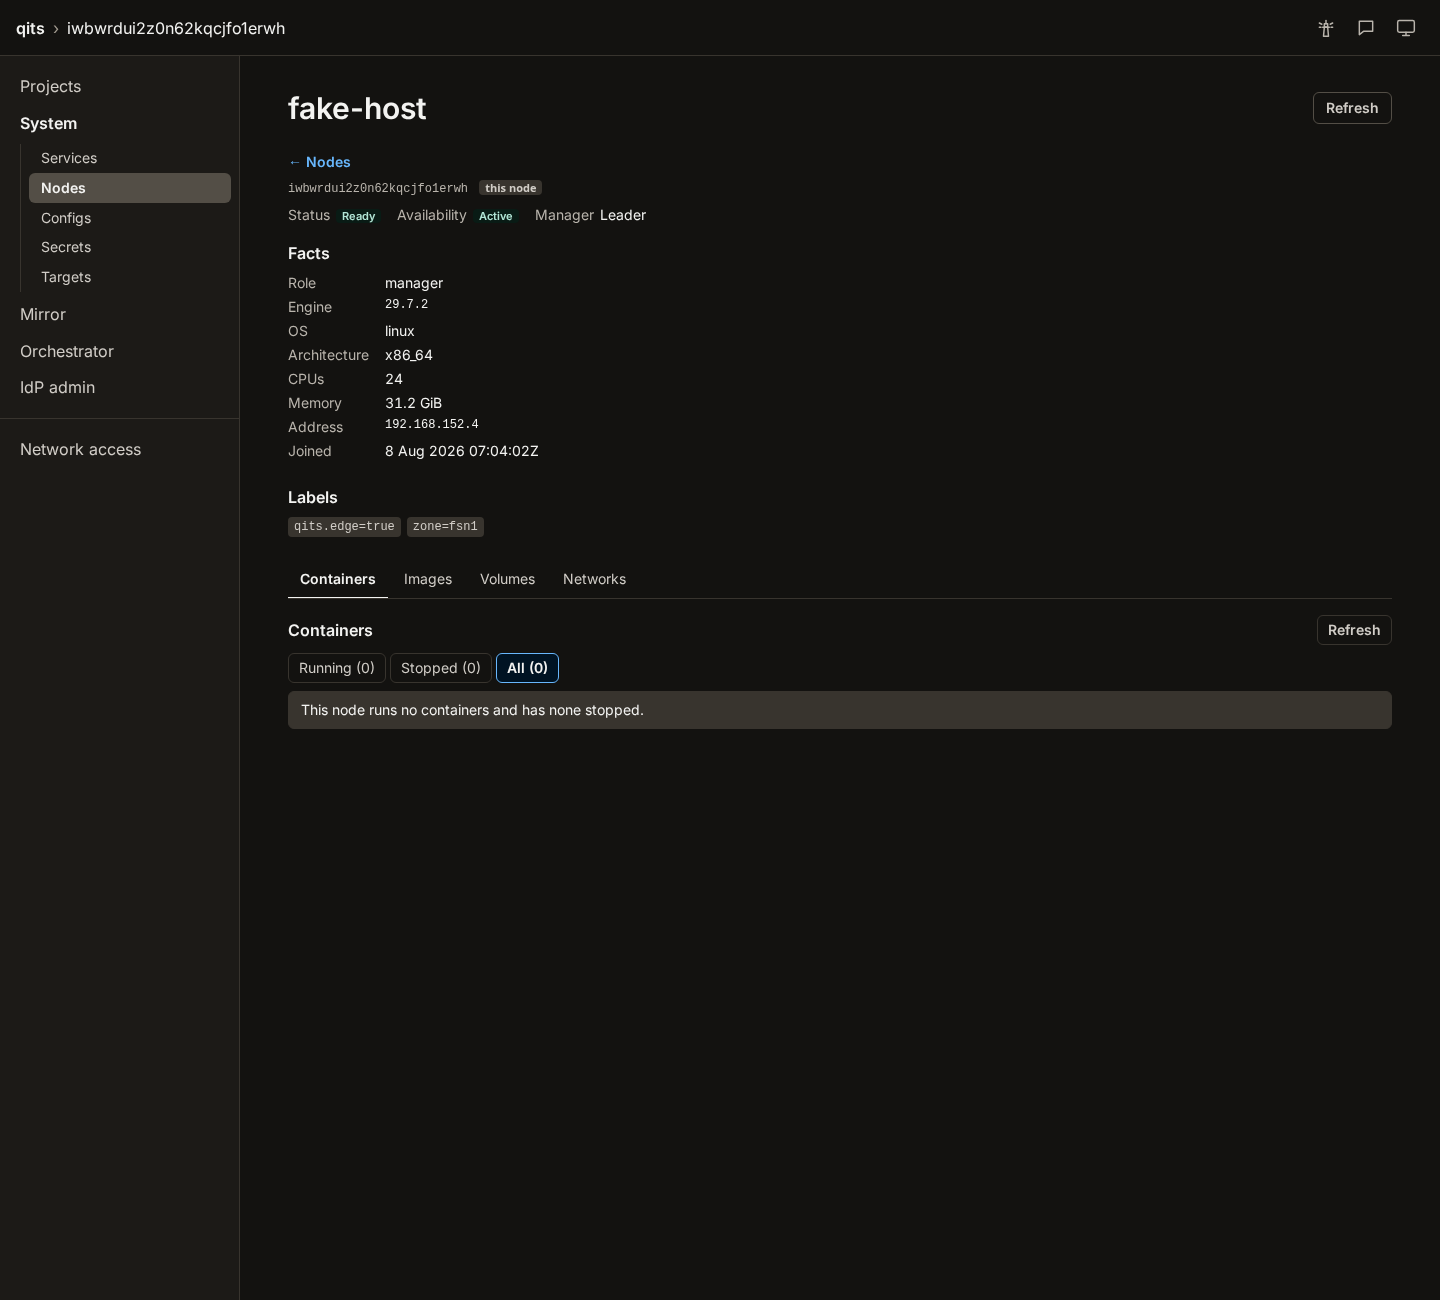 qits › iwbwrdui2z0n62kqcjfo1erwh
Projects
System
Services
Nodes
Configs
Secrets
Targets
Mirror
Orchestrator
IdP admin
Network access
fake-host
Refresh
← Nodes
iwbwrdui2z0n62kqcjfo1erwh this node
Status Ready Availability Active Manager Leader
Facts
Role manager
Engine 29.7.2
OS linux
Architecture x86_64
CPUs 24
Memory 31.2 GiB
Address 192.168.152.4
Joined 8 Aug 2026 07:04:02Z
Labels
qits.edge=true zone=fsn1
Containers Images Volumes Networks
Containers
Refresh
Running (0) Stopped (0) All (0)
This node runs no containers and has none stopped.